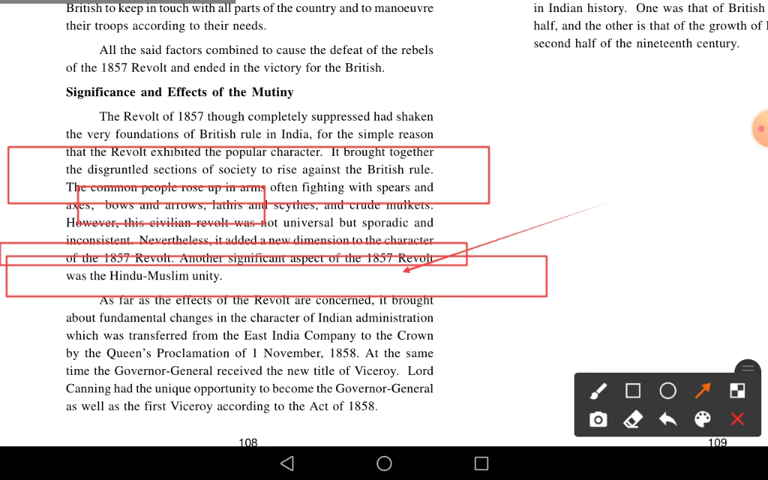 British to keep in touch with all parts of the country and to manoeuvre
their troops according to their needs.
All the said factors combined to cause the defeat of the rebels
of the 1857 Revolt and ended in the victory for the British.
Significance and Effects of the Mutiny
The Revolt of 1857 though completely suppressed had shaken
the very foundations of British rule in India, for the simple reason
that the Revolt exhibited the popular character. It brought together
the disgruntled sections of society to rise against the British rule.
The common people rose up in arms often fighting with spears and
axes, bows and arrows, lathis and scythes, and crude mulkets.
However, this civilian revolt was not universal but sporadic and
inconsistent. Nevertheless, it added a new dimension to the character
of the 1857 Revolt. Another significant aspect of the 1857 Revolt
was the Hindu-Muslim unity.
As far as the effects of the Revolt are concerned, it brought
about fundamental changes in the character of Indian administration
which was transferred from the East India Company to the Crown
by the Queen's Proclamation of 1 November, 1858. At the same
time the Governor-General received the new title of Viceroy. Lord
Canning had the unique opportunity to become the Governor-General
as well as the first Viceroy according to the Act of 1858.
108
in Indian history. One was that of British
half, and the other is that of the growth of
second half of the nineteenth century.
109